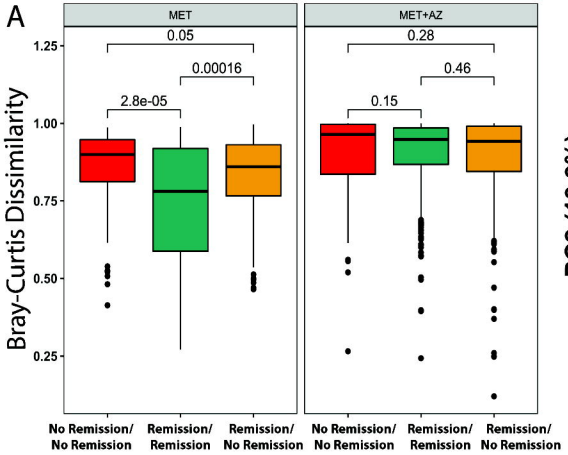 A
MET
MET+AZ
Bray-Curtis Dissimilarity
1.25
1.00
0.75
0.50
0.25
0.05
0.00016
2.8e-05
0.28
0.46
0.15
No Remission/
No Remission
Remission/
Remission
Remission/
No Remission
No Remission/
No Remission
Remission/
Remission
Remission/
No Remission